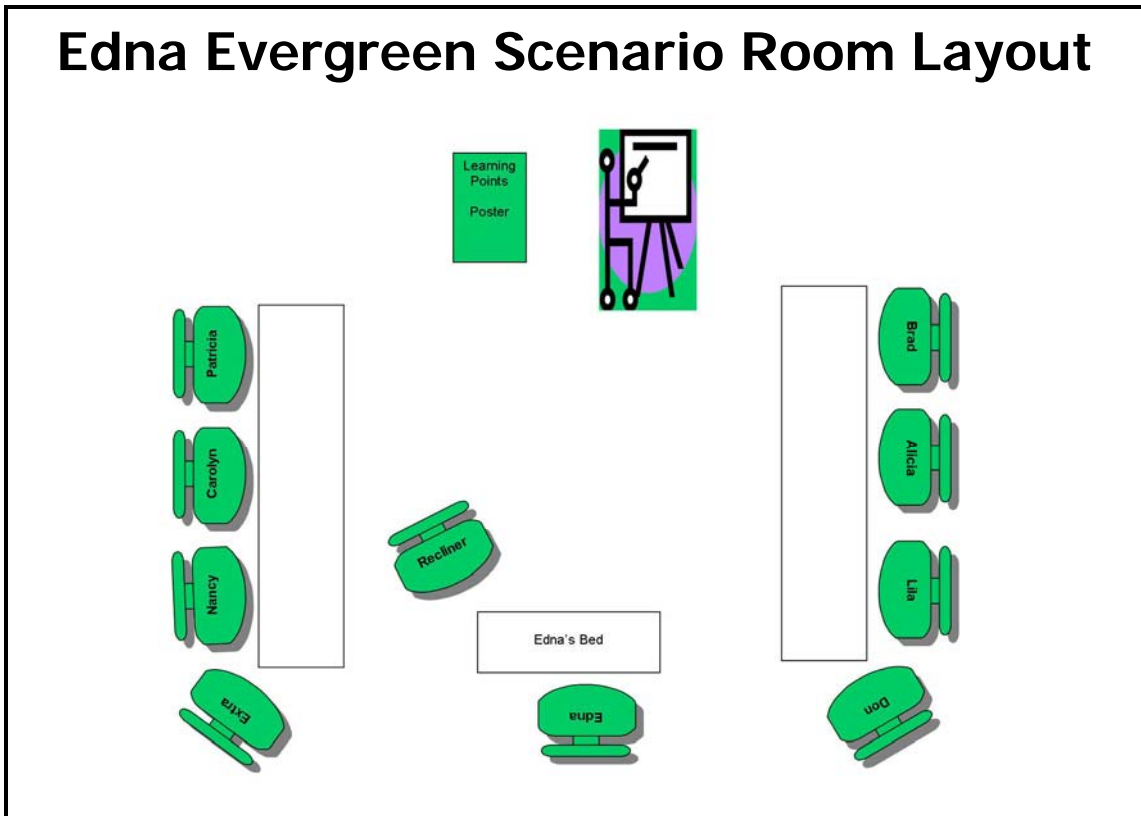 Edna Evergreen Scenario Room Layout
Learning
Points
Poster
Patricia
Brad
Carolyn
Alicia
Recliner
Nancy
Lila
Edna's Bed
Extra
Edna
Don